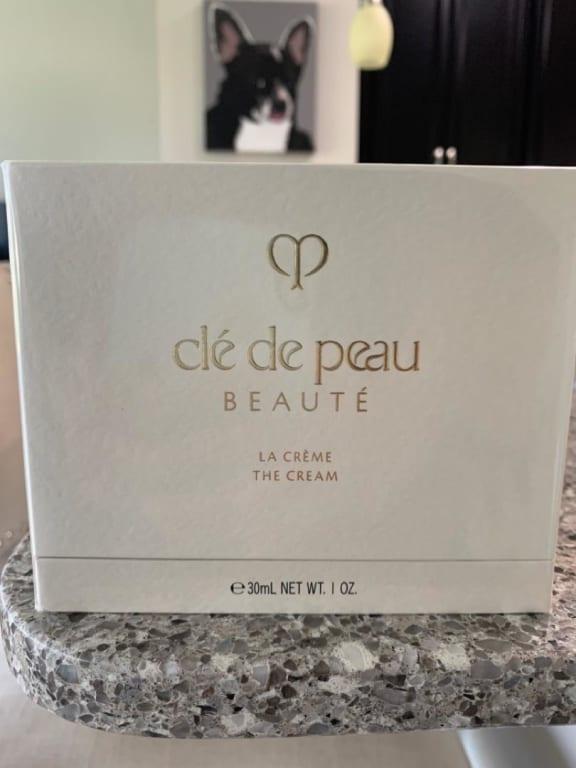 clé de peau
BEAUTÉ
LA CRÈME
THE CREAM
℮30mL NET WT. 1 OZ.